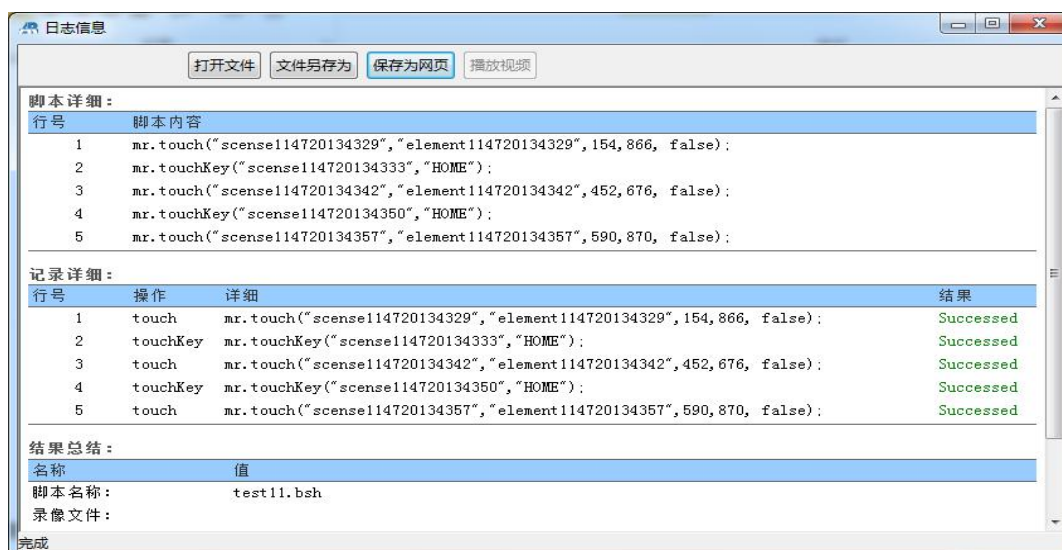 日志信息
打开文件 文件另存为 保存为网页 播放视频
脚本详细:
行号 脚本内容
1 mr.touch("scense114720134329","element114720134329",154,866, false);
2 mr.touchKey("scense114720134333","HOME");
3 mr.touch("scense114720134342","element114720134342",452,676, false);
4 mr.touchKey("scense114720134350","HOME");
5 mr.touch("scense114720134357","element114720134357",590,870, false);
记录详细:
行号 操作 详细 结果
1 touch mr.touch("scense114720134329","element114720134329",154,866, false); Successed
2 touchKey mr.touchKey("scense114720134333","HOME"); Successed
3 touch mr.touch("scense114720134342","element114720134342",452,676, false); Successed
4 touchKey mr.touchKey("scense114720134350","HOME"); Successed
5 touch mr.touch("scense114720134357","element114720134357",590,870, false); Successed
结果总结:
名称 值
脚本名称: test11.bsh
录像文件:
完成